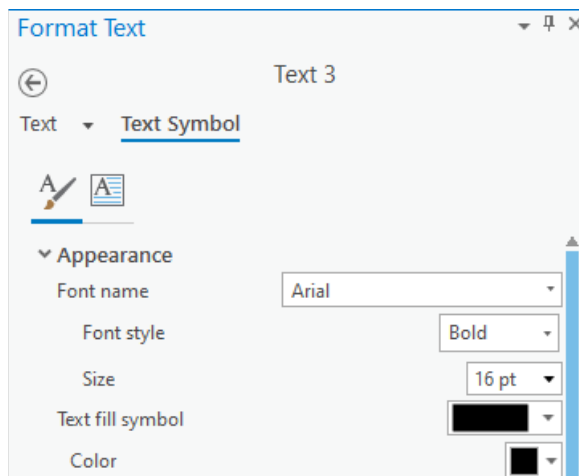 Format Text
Text 3
Text Text Symbol
Appearance
Font name Arial
Font style Bold
Size 16 pt
Text fill symbol
Color